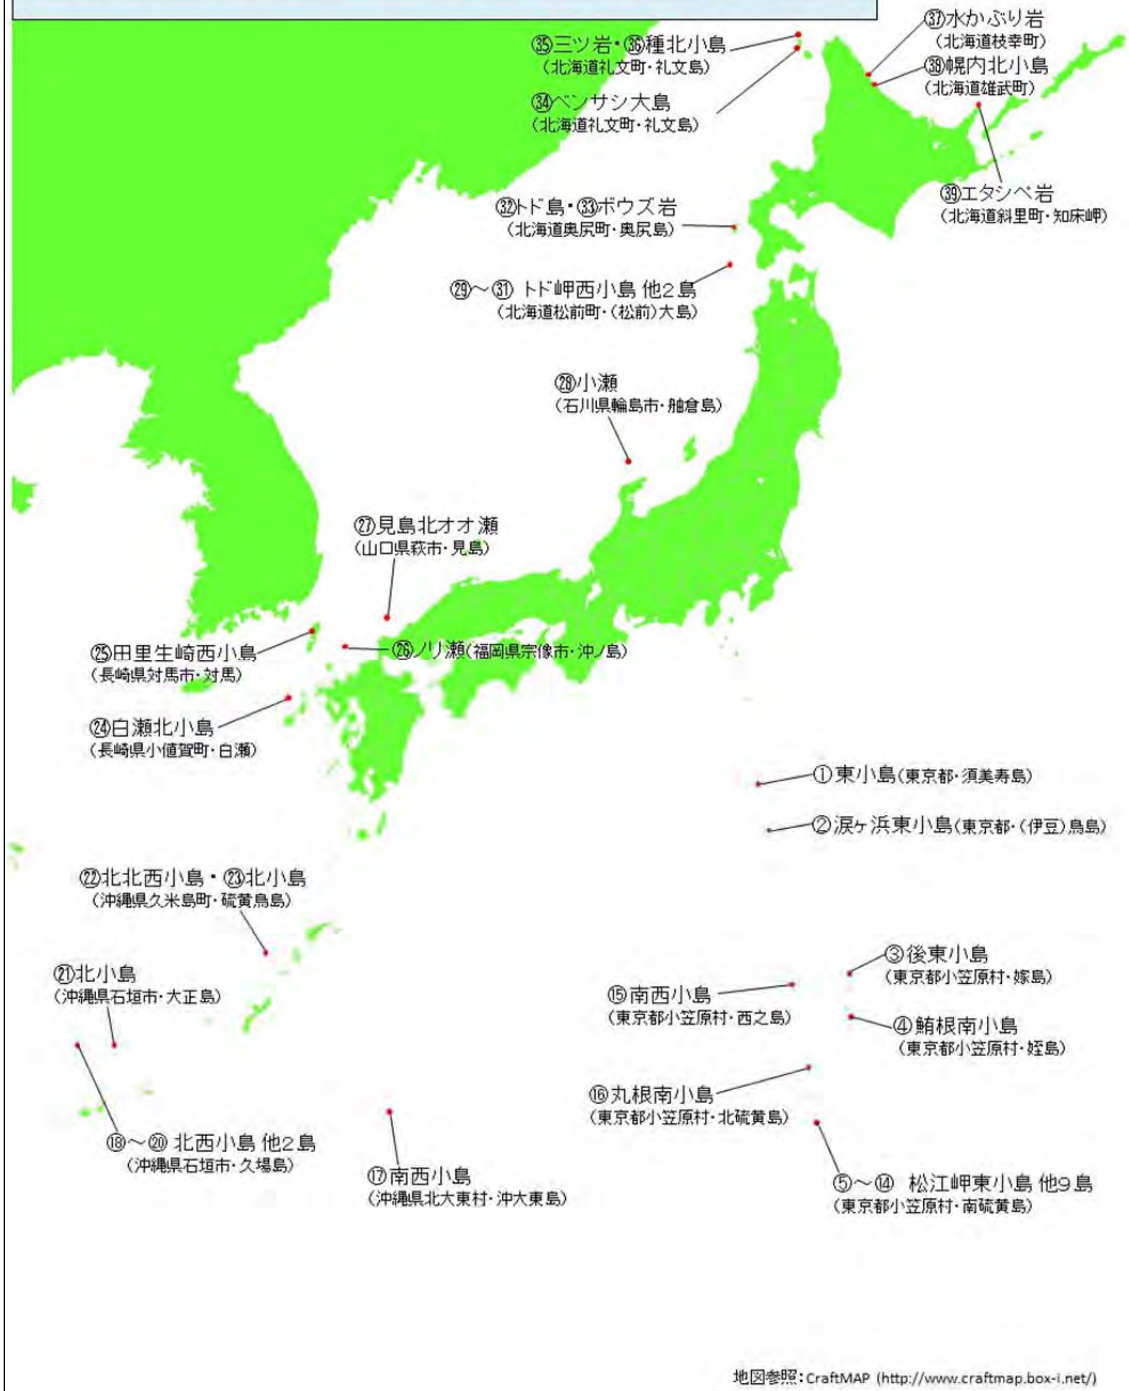 ㊲水かぶり岩
(北海道枝幸町)
㉟三ツ岩・㊱種北小島
(北海道礼文町・礼文島)
㊳幌内北小島
(北海道雄武町)
㉞ベンサシ大島
(北海道礼文町・礼文島)
㊴エタシベ岩
(北海道斜里町・知床岬)
㉜トド島・㉝ボウズ岩
(北海道奥尻町・奥尻島)
㉙～㉛ トド岬西小島 他2島
(北海道松前町・(松前)大島)
㉘小瀬
(石川県輪島市・舳倉島)
㉗見島北オオ瀬
(山口県萩市・見島)
㉕田里生崎西小島
(長崎県対馬市・対馬)
㉖ノリ瀬(福岡県宗像市・沖ノ島)
㉔白瀬北小島
(長崎県小値賀町・白瀬)
①東小島(東京都・須美寿島)
②涙ヶ浜東小島(東京都・(伊豆)鳥島)
㉒北北西小島・㉓北小島
(沖縄県久米島町・硫黄鳥島)
③後東小島
(東京都小笠原村・嫁島)
㉑北小島
(沖縄県石垣市・大正島)
⑮南西小島
(東京都小笠原村・西之島)
④鮪根南小島
(東京都小笠原村・姪島)
⑯丸根南小島
(東京都小笠原村・北硫黄島)
⑱～⑳ 北西小島 他2島
(沖縄県石垣市・久場島)
⑰南西小島
(沖縄県北大東村・沖大東島)
⑤～⑭ 松江岬東小島 他9島
(東京都小笠原村・南硫黄島)
地図参照:CraftMAP (http://www.craftmap.box-i.net/)